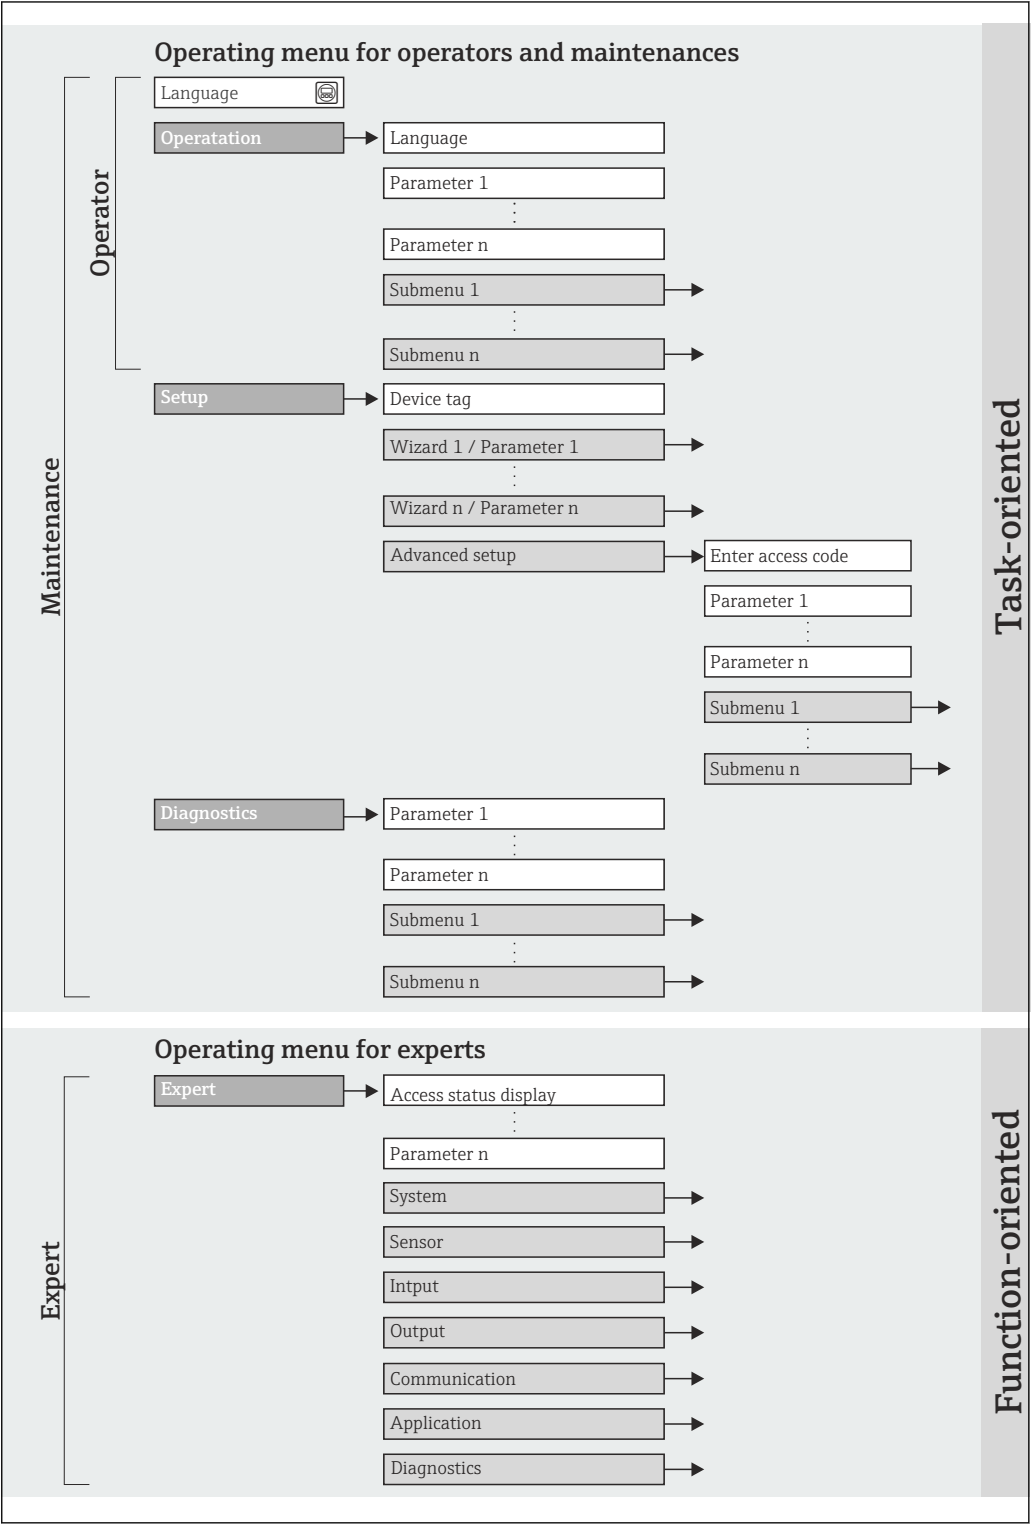 Operating menu for operators and maintenances
Language
Operatation
Language
Parameter 1
Parameter n
Submenu 1
Submenu n
Operator
Setup
Device tag
Wizard 1 / Parameter 1
Wizard n / Parameter n
Advanced setup
Enter access code
Parameter 1
Parameter n
Submenu 1
Submenu n
Diagnostics
Parameter 1
Parameter n
Submenu 1
Submenu n
Maintenance
Task-oriented
Operating menu for experts
Expert
Access status display
Parameter n
System
Sensor
Intput
Output
Communication
Application
Diagnostics
Expert
Function-oriented